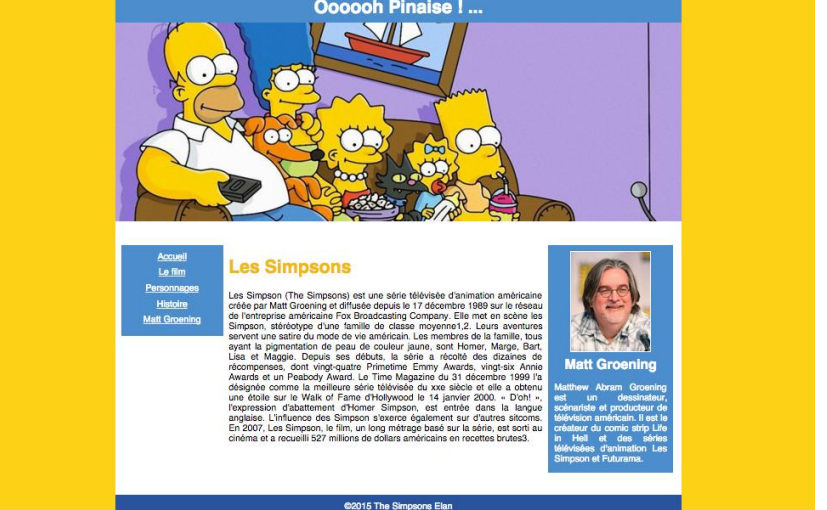 Oooooh Pinaise ! ...
Accueil
Le film
Personnages
Histoire
Matt Groening
Les Simpsons
Les Simpson (The Simpsons) est une série télévisée d'animation américaine
créée par Matt Groening et diffusée depuis le 17 décembre 1989 sur le réseau
de l'entreprise américaine Fox Broadcasting Company. Elle met en scène les
Simpson, stéréotype d'une famille de classe moyenne1,2. Leurs aventures
servent une satire du mode de vie américain. Les membres de la famille, tous
ayant la pigmentation de peau de couleur jaune, sont Homer, Marge, Bart,
Lisa et Maggie. Depuis ses débuts, la série a récolté des dizaines de
récompenses, dont vingt-quatre Primetime Emmy Awards, vingt-six Annie
Awards et un Peabody Award. Le Time Magazine du 31 décembre 1999 l'a
désignée comme la meilleure série télévisée du xxe siècle et elle a obtenu
une étoile sur le Walk of Fame d'Hollywood le 14 janvier 2000. « D'oh! »,
l'expression d'abattement d'Homer Simpson, est entrée dans la langue
anglaise. L'influence des Simpson s'exerce également sur d'autres sitcoms.
En 2007, Les Simpson, le film, un long métrage basé sur la série, est sorti au
cinéma et a recueilli 527 millions de dollars américains en recettes brutes3.
Matt Groening
Matthew Abram Groening
est un dessinateur,
scénariste et producteur de
télévision américain. Il est le
créateur du comic strip Life
in Hell et des séries
télévisées d'animation Les
Simpson et Futurama.
©2015 The Simpsons Elan